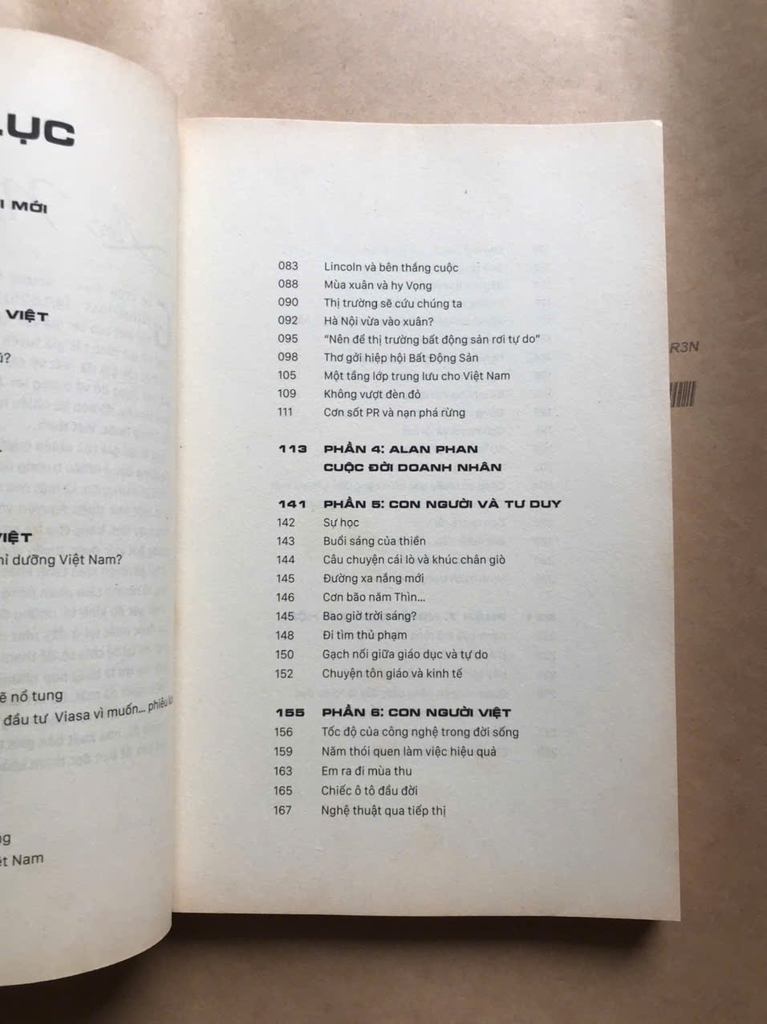 LỤC
MỚI
VIỆT
VIỆT
hỉ dưỡng Việt Nam?
ẽ nổ tung
đầu tư Viasa vì muốn... phiêu
ệt Nam
083 Lincoln và bên thắng cuộc
088 Mùa xuân và hy Vọng
090 Thị trường sẽ cứu chúng ta
092 Hà Nội vừa vào xuân?
095 “Nên để thị trường bất động sản rơi tự do”
098 Thơ gởi hiệp hội Bất Động Sản
105 Một tầng lớp trung lưu cho Việt Nam
109 Không vượt đèn đỏ
111 Cơn sốt PR và nạn phá rừng
113 PHẦN 4: ALAN PHAN
CUỘC ĐỜI DOANH NHÂN
141 PHẦN 5: CON NGƯỜI VÀ TƯ DUY
142 Sự học
143 Buổi sáng của thiền
144 Câu chuyện cái lò và khúc chân giò
145 Đường xa nắng mới
146 Cơn bão năm Thìn...
145 Bao giờ trời sáng?
148 Đi tìm thủ phạm
150 Gạch nối giữa giáo dục và tự do
152 Chuyện tôn giáo và kinh tế
155 PHẦN 6: CON NGƯỜI VIỆT
156 Tốc độ của công nghệ trong đời sống
159 Năm thói quen làm việc hiệu quả
163 Em ra đi mùa thu
165 Chiếc ô tô đầu đời
167 Nghệ thuật qua tiếp thị
R3N